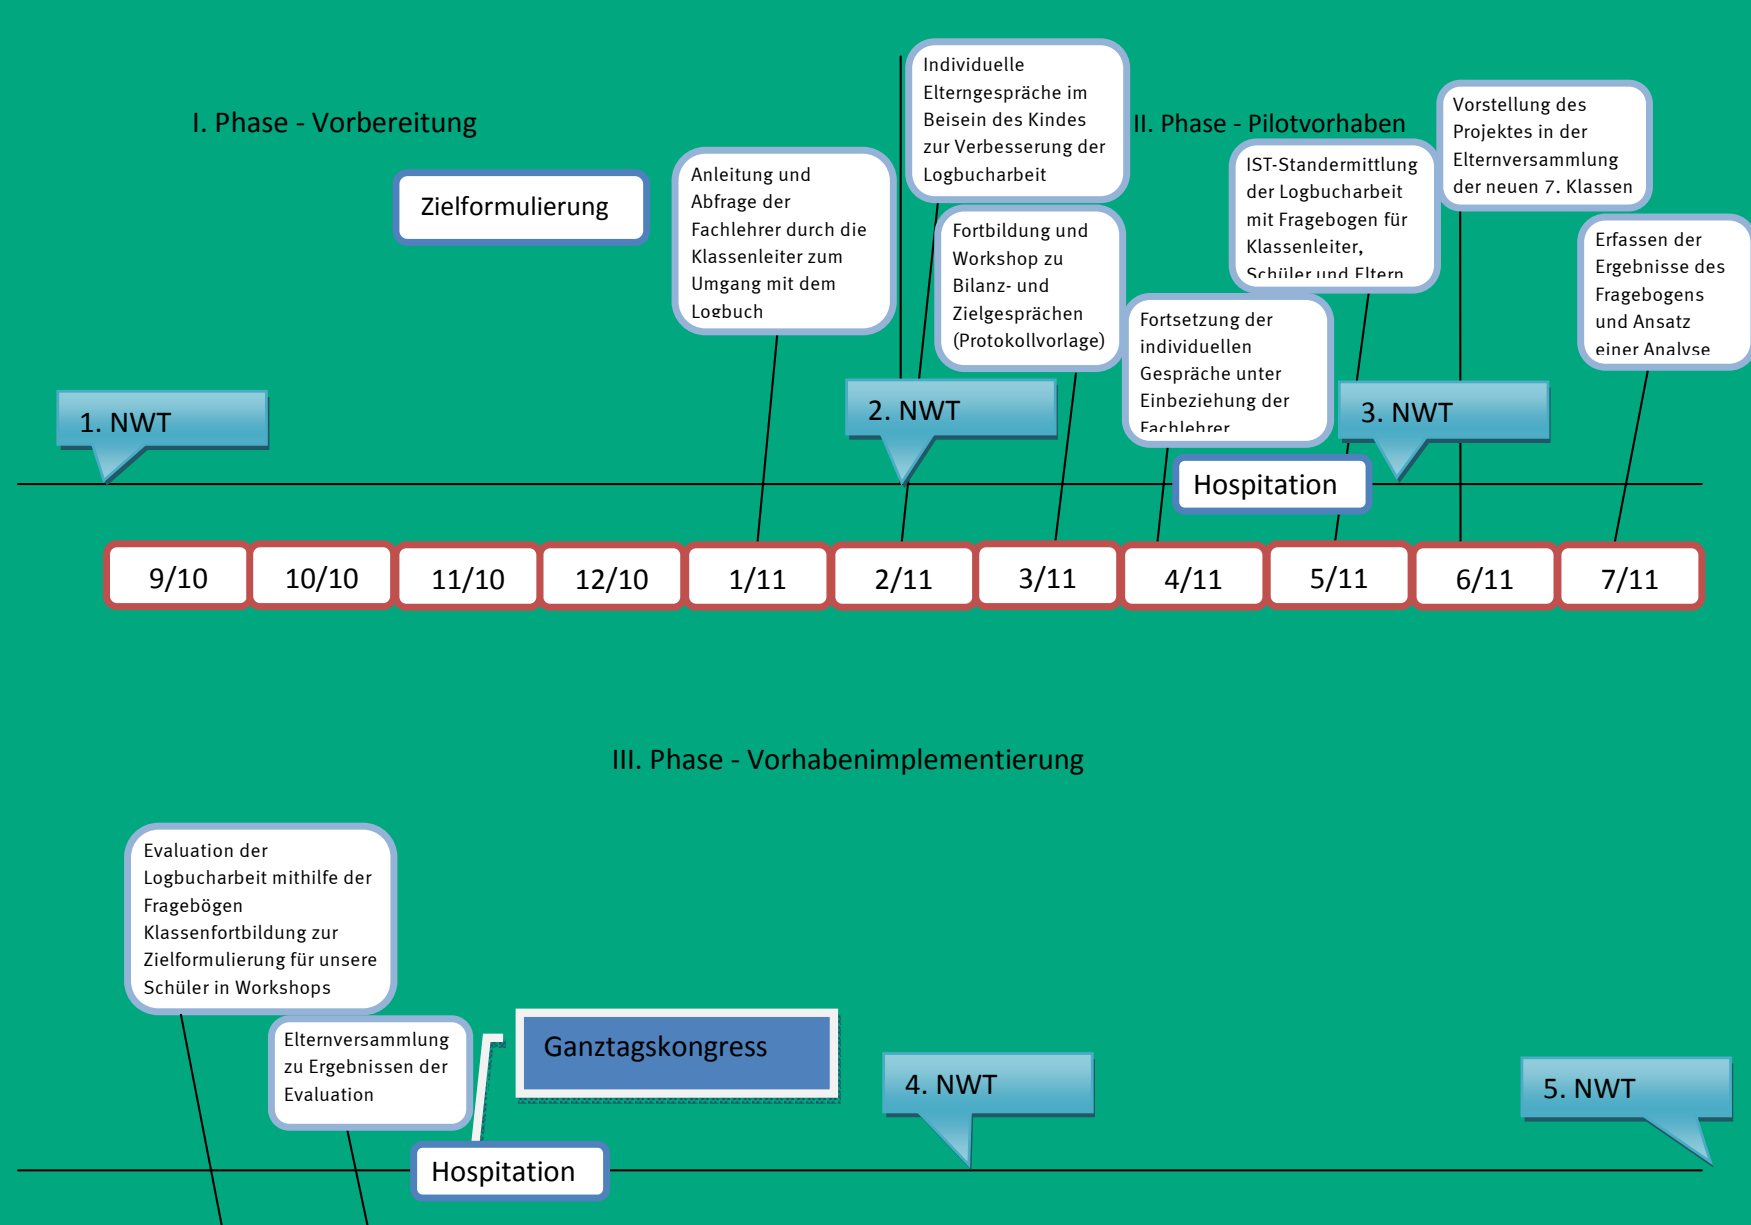 I. Phase - Vorbereitung
II. Phase - Pilotvorhaben
Zielformulierung
Anleitung und
Abfrage der
Fachlehrer durch die
Klassenleiter zum
Umgang mit dem
Logbuch
Individuelle
Elterngespräche im
Beisein des Kindes
zur Verbesserung der
Logbucharbeit
Fortbildung und
Workshop zu
Bilanz- und
Zielgesprächen
(Protokollvorlage)
Fortsetzung der
individuellen
Gespräche unter
Einbeziehung der
Fachlehrer
IST-Standermittlung
der Logbucharbeit
mit Fragebogen für
Klassenleiter,
Schüler und Eltern
Vorstellung des
Projektes in der
Elternversammlung
der neuen 7. Klassen
Erfassen der
Ergebnisse des
Fragebogens
und Ansatz
einer Analyse
1. NWT
2. NWT
3. NWT
Hospitation
9/10
10/10
11/10
12/10
1/11
2/11
3/11
4/11
5/11
6/11
7/11
III. Phase - Vorhabenimplementierung
Evaluation der
Logbucharbeit mithilfe der
Fragebögen
Klassenfortbildung zur
Zielformulierung für unsere
Schüler in Workshops
Elternversammlung
zu Ergebnissen der
Evaluation
Ganztagskongress
4. NWT
5. NWT
Hospitation